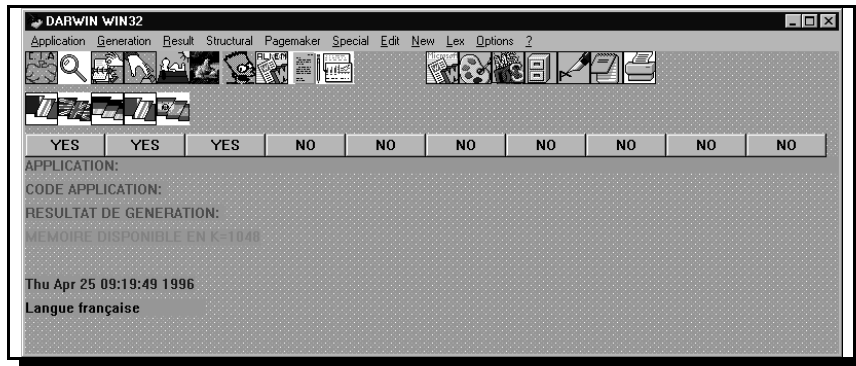 DARWIN WIN32
Application Generation Result Structural Pagemaker Special Edit New Lex Options ?
YES YES YES NO NO NO NO NO NO NO
APPLICATION:
CODE APPLICATION:
RESULTAT DE GENERATION:
MEMOIRE DISPONIBLE EN K=1048
Thu Apr 25 09:19:49 1996
Langue française